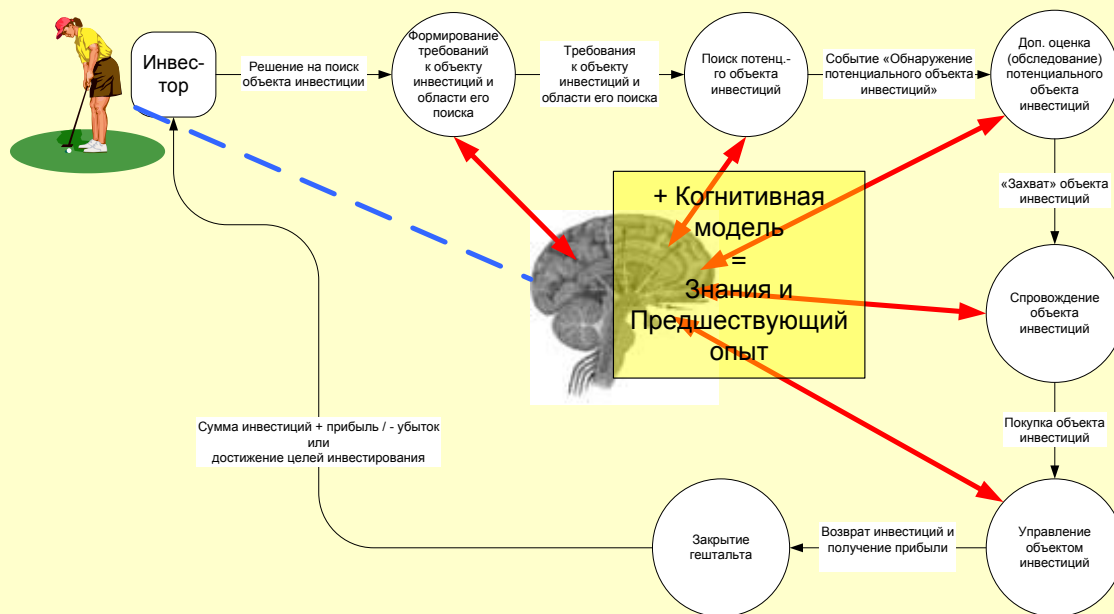 Инвес-
тор
Решение на поиск
объекта инвестиции
Формирование
требований
к объекту
инвестиций и
области его
поиска
Требования
к объекту
инвестиций и
области его поиска
Поиск потенц.-
го объекта
инвестиций
Событие «Обнаружение
потенциального объекта
инвестиций»
Доп. оценка
(обследование)
потенциального
объекта
инвестиций
«Захват» объекта
инвестиций
+ Когнитивная
модель
=
Знания и
Предшествующий
опыт
Спровождение
объекта
инвестиций
Покупка объекта
инвестиций
Сумма инвестиций + прибыль / - убыток
или
достижение целей инвестирования
Закрытие
гештальта
Возврат инвестиций и
получение прибыли
Управление
объектом
инвестиций